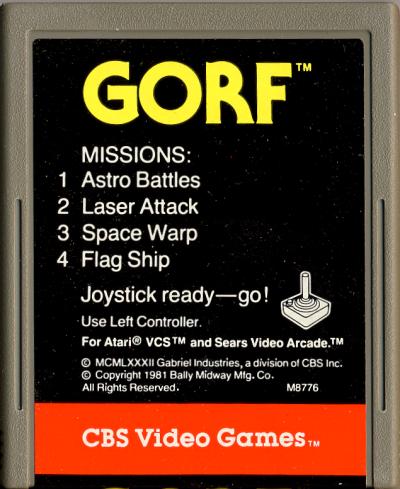 GORF™
MISSIONS:
1 Astro Battles
2 Laser Attack
3 Space Warp
4 Flag Ship
Joystick ready—go!
Use Left Controller.
For Atari® VCS™ and Sears Video Arcade.™
© MCMLXXXII Gabriel Industries, a division of CBS Inc.
© Copyright 1981 Bally Midway Mfg. Co.
All Rights Reserved. M8776
CBS Video Games™